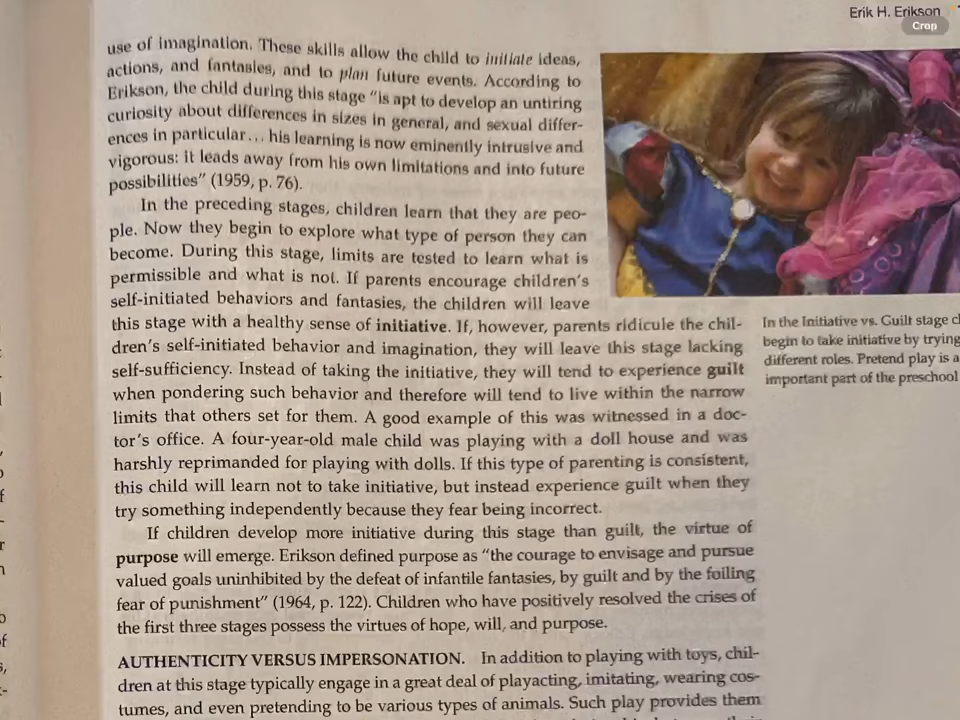 Erik H. Erikson
Crop
use of imagination. These skills allow the child to initiate ideas,
actions, and fantasies, and to plan future events. According to
Erikson, the child during this stage "is apt to develop an untiring
curiosity about differences in sizes in general, and sexual differ-
ences in particular... his learning is now eminently intrusive and
vigorous: it leads away from his own limitations and into future
possibilities" (1959, p. 76).
In the preceding stages, children learn that they are peo-
ple. Now they begin to explore what type of person they can
become. During this stage, limits are tested to learn what is
permissible and what is not. If parents encourage children's
self-initiated behaviors and fantasies, the children will leave
this stage with a healthy sense of initiative. If, however, parents ridicule the chil-
dren's self-initiated behavior and imagination, they will leave this stage lacking
self-sufficiency. Instead of taking the initiative, they will tend to experience guilt
when pondering such behavior and therefore will tend to live within the narrow
limits that others set for them. A good example of this was witnessed in a doc-
tor's office. A four-year-old male child was playing with a doll house and was
harshly reprimanded for playing with dolls. If this type of parenting is consistent,
this child will learn not to take initiative, but instead experience guilt when they
try something independently because they fear being incorrect.
If children develop more initiative during this stage than guilt, the virtue of
purpose will emerge. Erikson defined purpose as "the courage to envisage and pursue
valued goals uninhibited by the defeat of infantile fantasies, by guilt and by the foiling
fear of punishment" (1964, p. 122). Children who have positively resolved the crises of
the first three stages possess the virtues of hope, will, and purpose.
AUTHENTICITY VERSUS IMPERSONATION. In addition to playing with toys, chil-
dren at this stage typically engage in a great deal of playacting, imitating, wearing cos-
tumes, and even pretending to be various types of animals. Such play provides them
In the Initiative vs. Guilt stage
begin to take initiative by trying
different roles. Pretend play is a
important part of the preschool